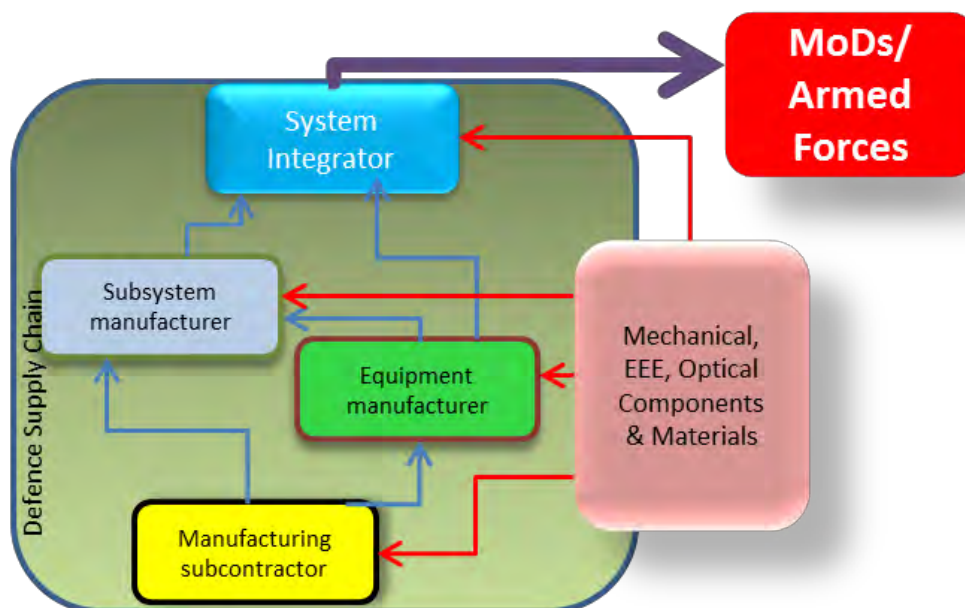 MoDs/
Armed
Forces
System
Integrator
Subsystem
manufacturer
Equipment
manufacturer
Mechanical,
EEE, Optical
Components
& Materials
Manufacturing
subcontractor
Defence Supply Chain